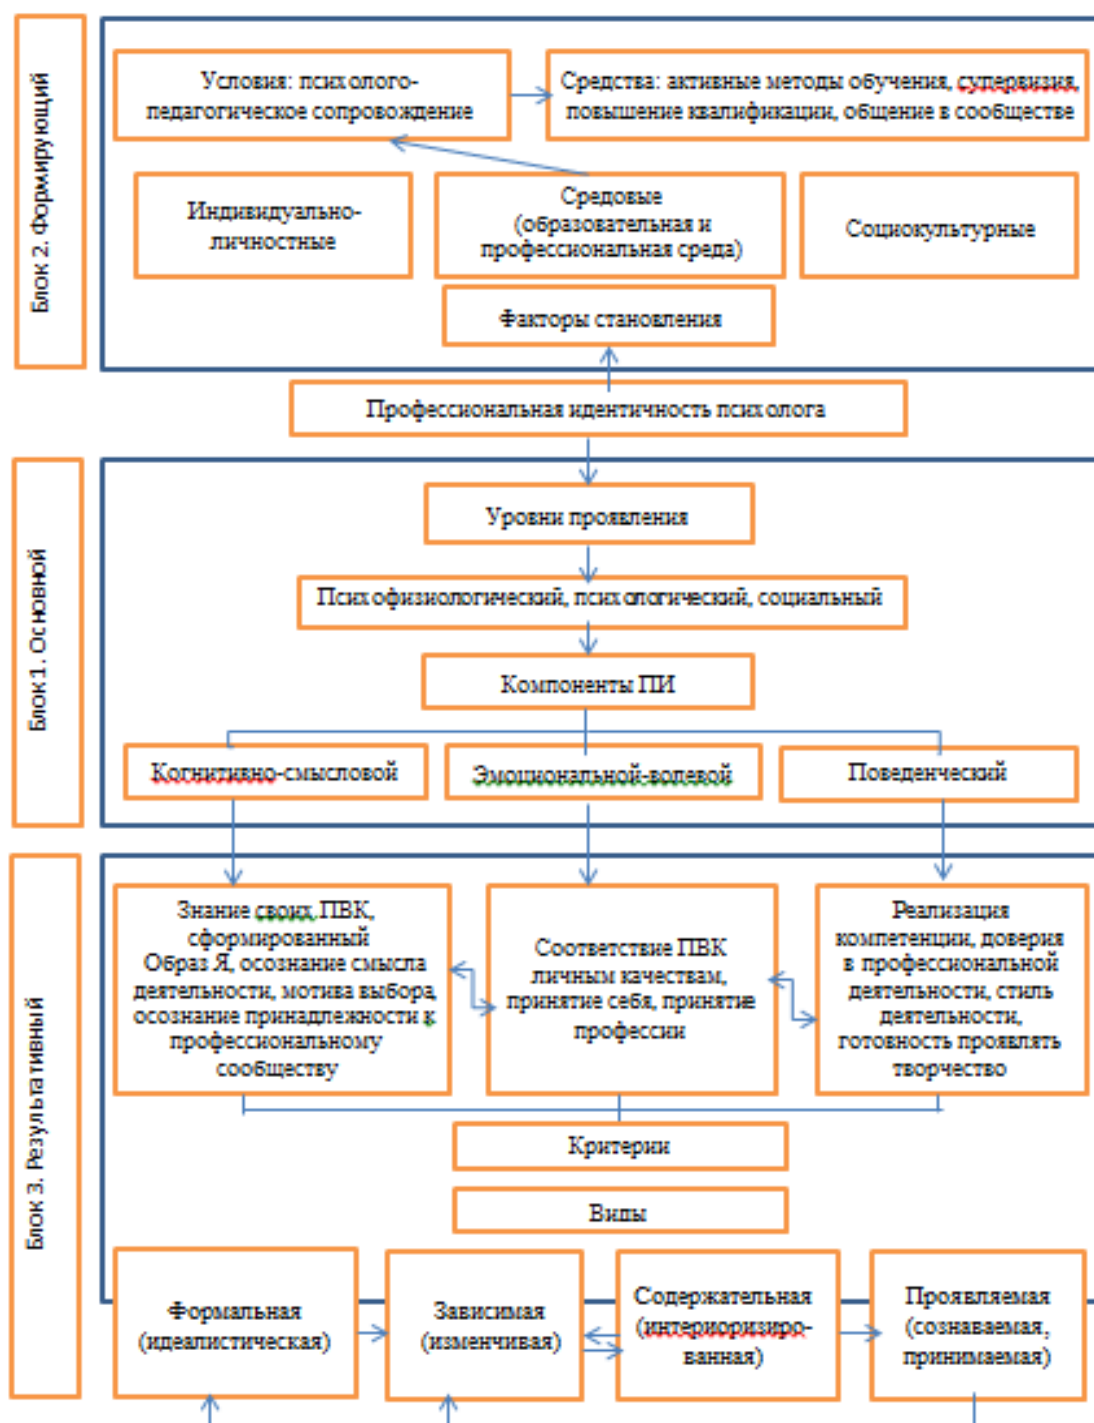 Блок 2. Формирующий
Условия: психолого-
педагогическое сопровождение
Средства: активные методы обучения, супервизия,
повышение квалификации, общение в сообществе
Индивидуально-
личностные
Средовые
(образовательная и
профессиональная среда)
Социокультурные
Факторы становления
Профессиональная идентичность психолога
Блок 1. Основной
Уровни проявления
Психофизиологический, психологический, социальный
Компоненты ПИ
Когнитивно-смысловой
Эмоциональной-волевой
Поведенческий
Блок 3. Результативный
Знание своих ПВК,
сформированный
Образ Я, осознание смысла
деятельности, мотива выбора,
осознание принадлежности к
профессиональному
сообществу
Соответствие ПВК
личным качествам,
принятие себя, принятие
профессии
Реализация
компетенции, доверия
в профессиональной
деятельности, стиль
деятельности,
готовность проявлять
творчество
Критерии
Виды
Формальная
(идеалистическая)
Зависимая
(изменчивая)
Содержательная
(интериоризиро-
ванная)
Проявляемая
(сознаваемая,
принимаемая)